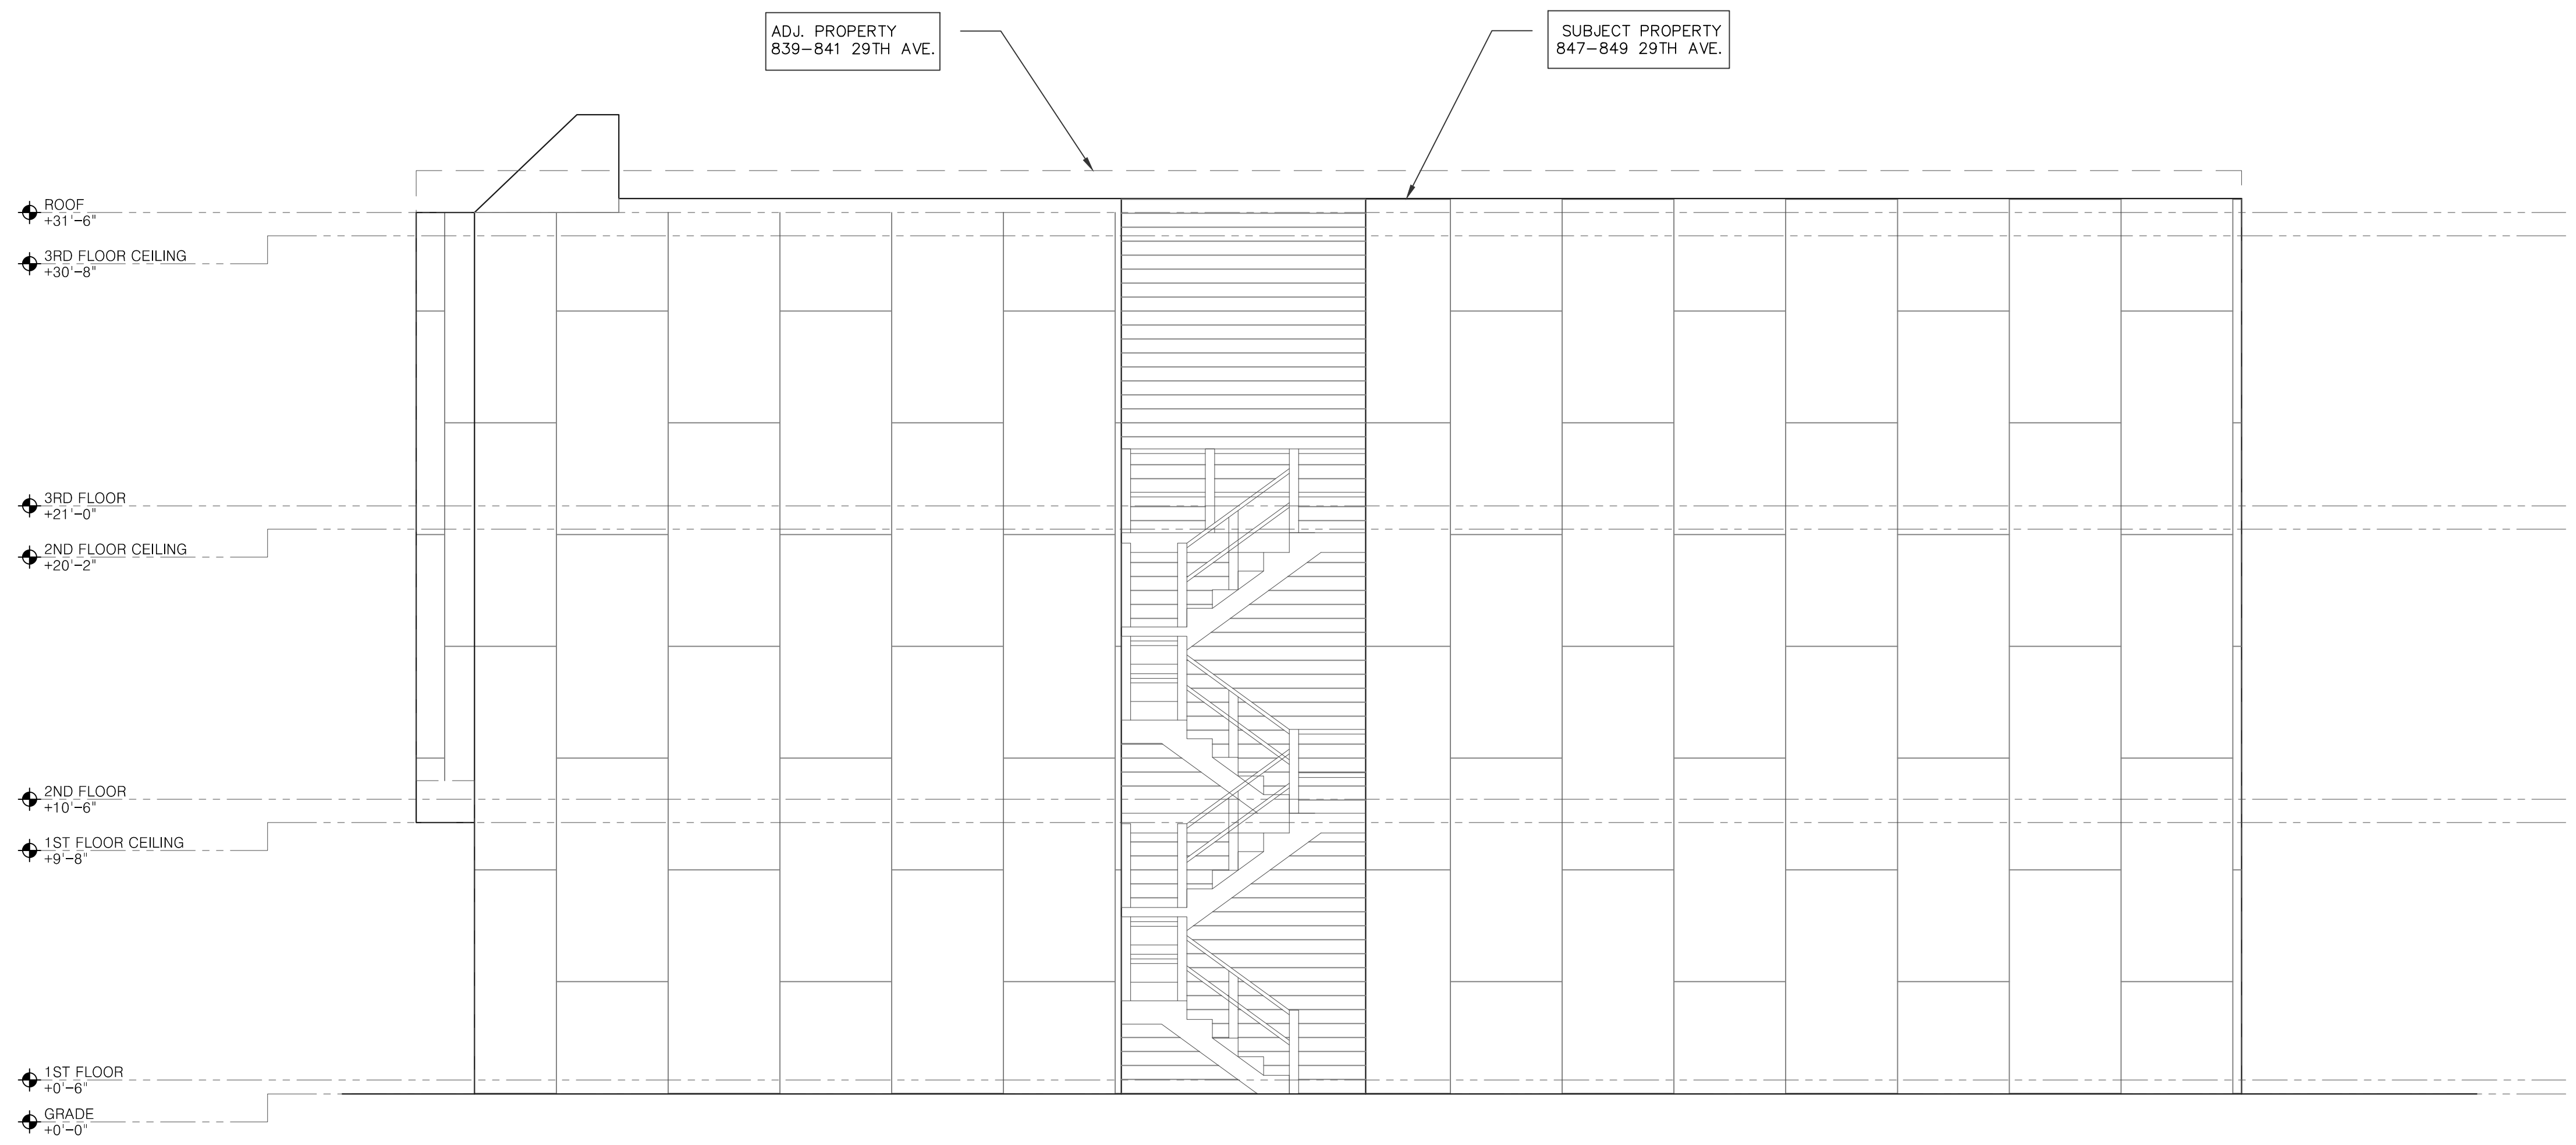 ADJ. PROPERTY
839-841 29TH AVE.
SUBJECT PROPERTY
847-849 29TH AVE.
ROOF
+31'-6"
3RD FLOOR CEILING
+30'-8"
3RD FLOOR
+21'-0"
2ND FLOOR CEILING
+20'-2"
2ND FLOOR
+10'-6"
1ST FLOOR CEILING
+9'-8"
1ST FLOOR
+0'-6"
GRADE
+0'-0"